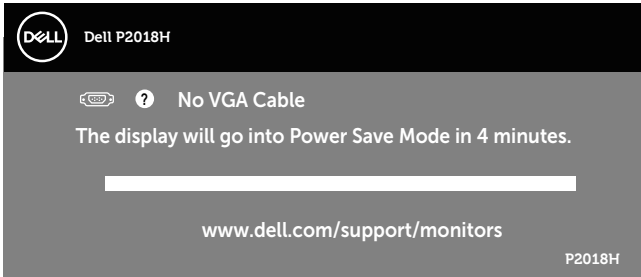 DELL
Dell P2018H
? No VGA Cable
The display will go into Power Save Mode in 4 minutes.
www.dell.com/support/monitors
P2018H